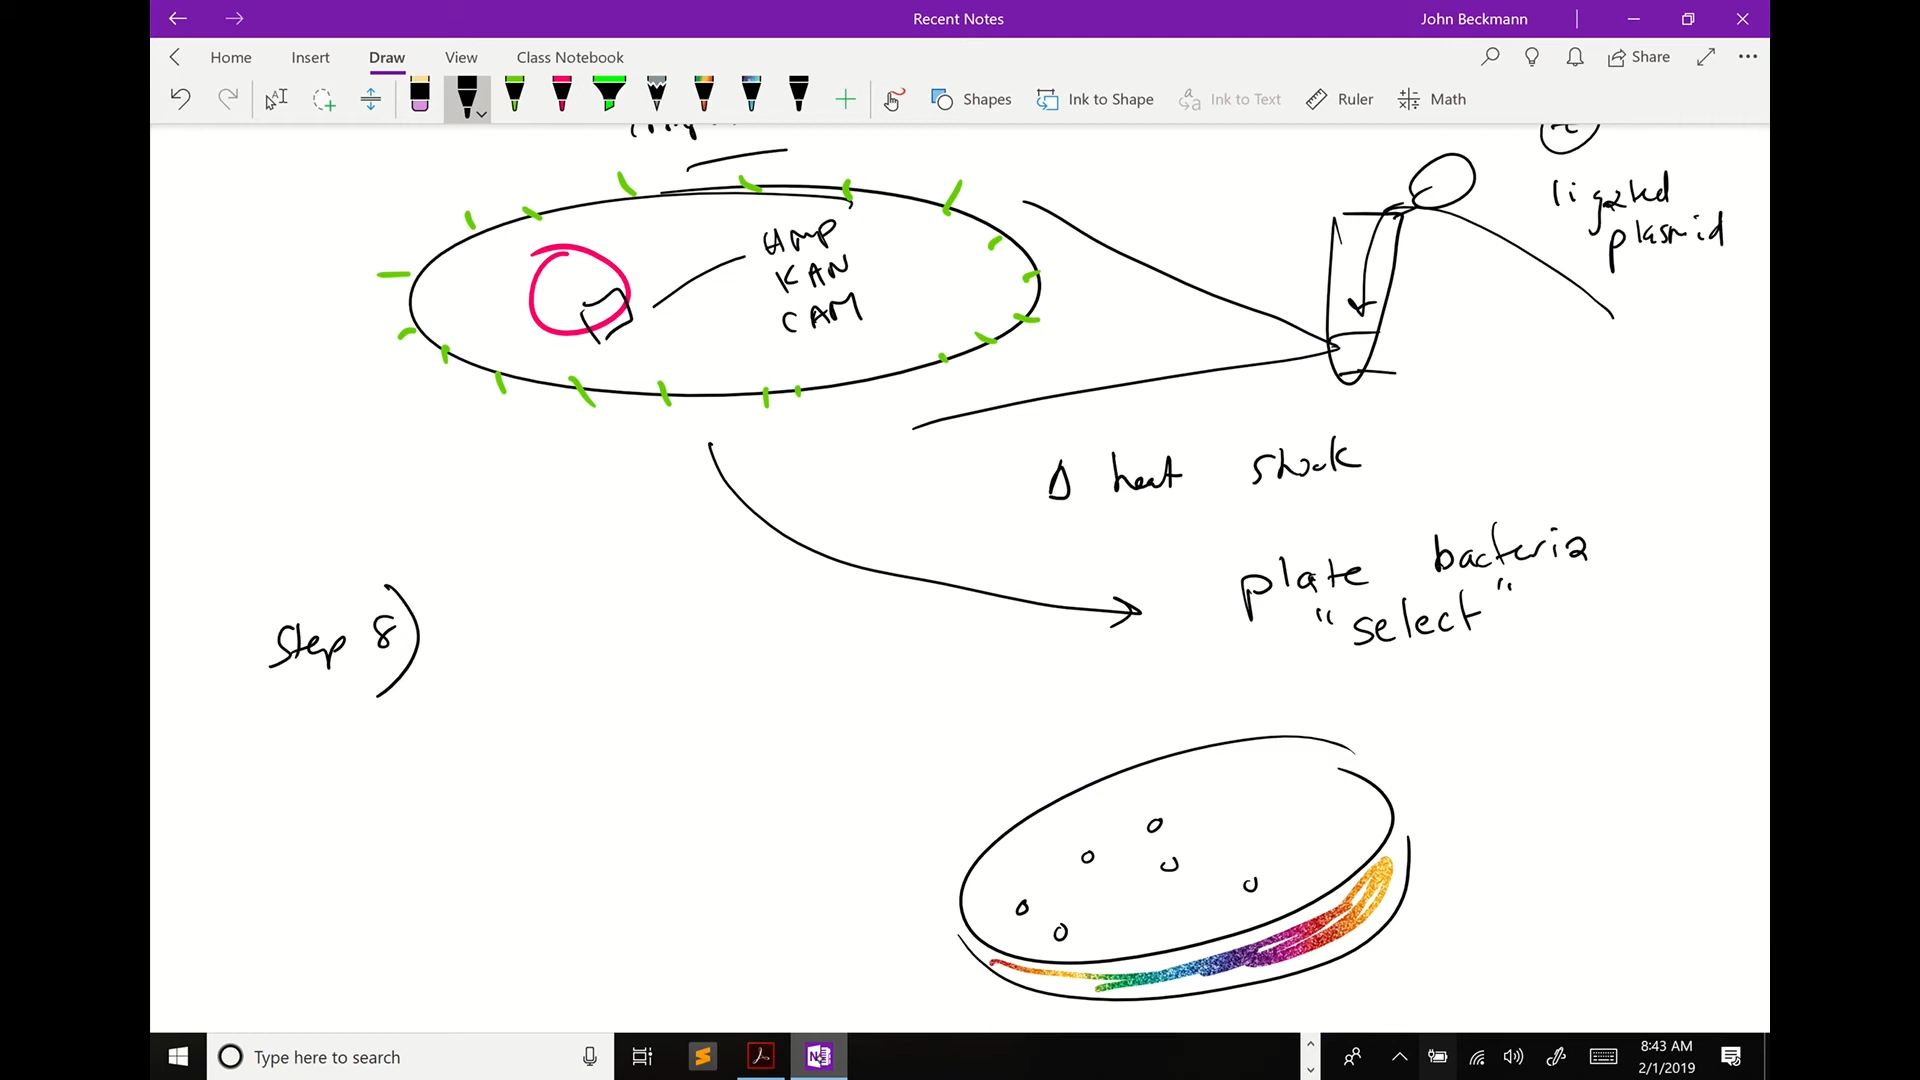 Recent Notes
John Beckmann
Home
Insert
Draw
View
Class Notebook
Share
Shapes
Ink to Shape
Ink to Text
Ruler
Math
ligated
plasmid
AMP
KAN
CAM
Δ heat shock
plate bacteria
"select"
Step 8)
Type here to search
8:43 AM
2/1/2019